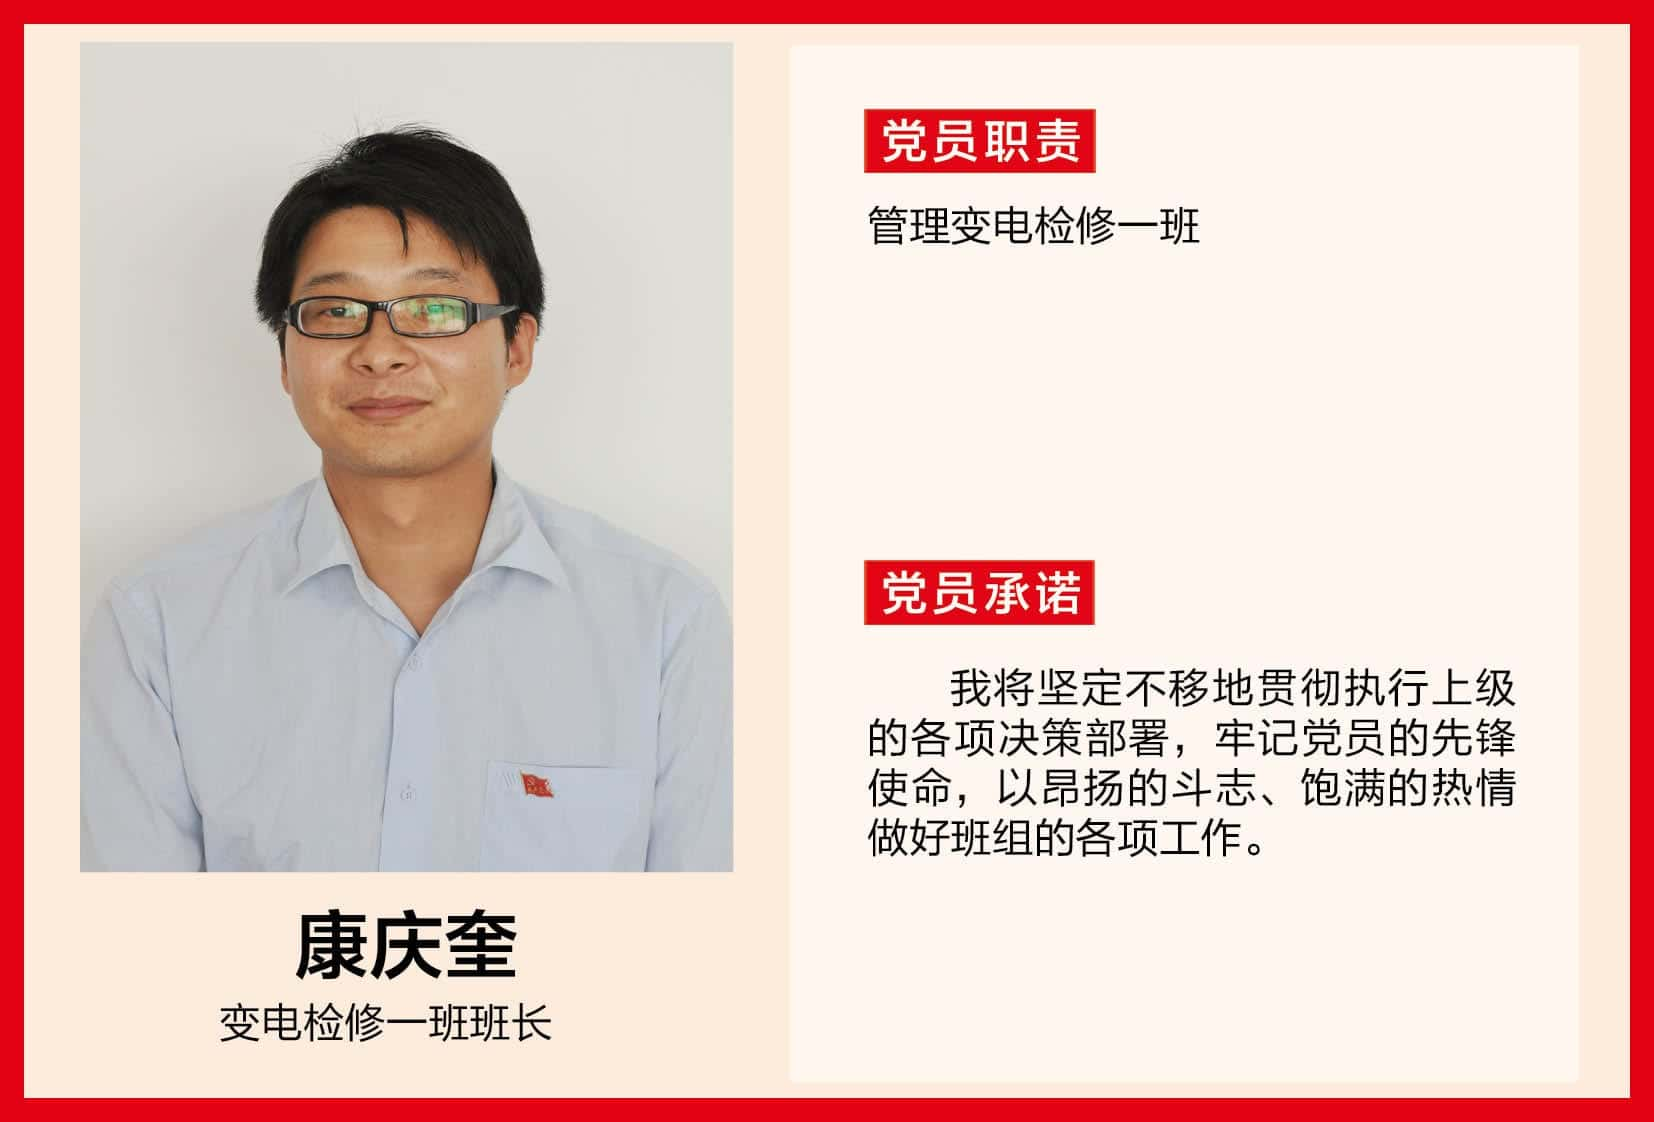 党员职责
管理变电检修一班
党员承诺
我将坚定不移地贯彻执行上级
的各项决策部署，牢记党员的先锋
使命，以昂扬的斗志、饱满的热情
做好班组的各项工作。
康庆奎
变电检修一班班长